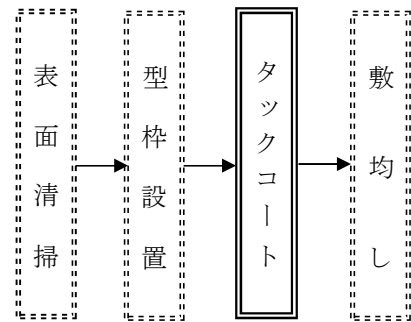 表面清掃
型枠設置
タックコート
敷均し